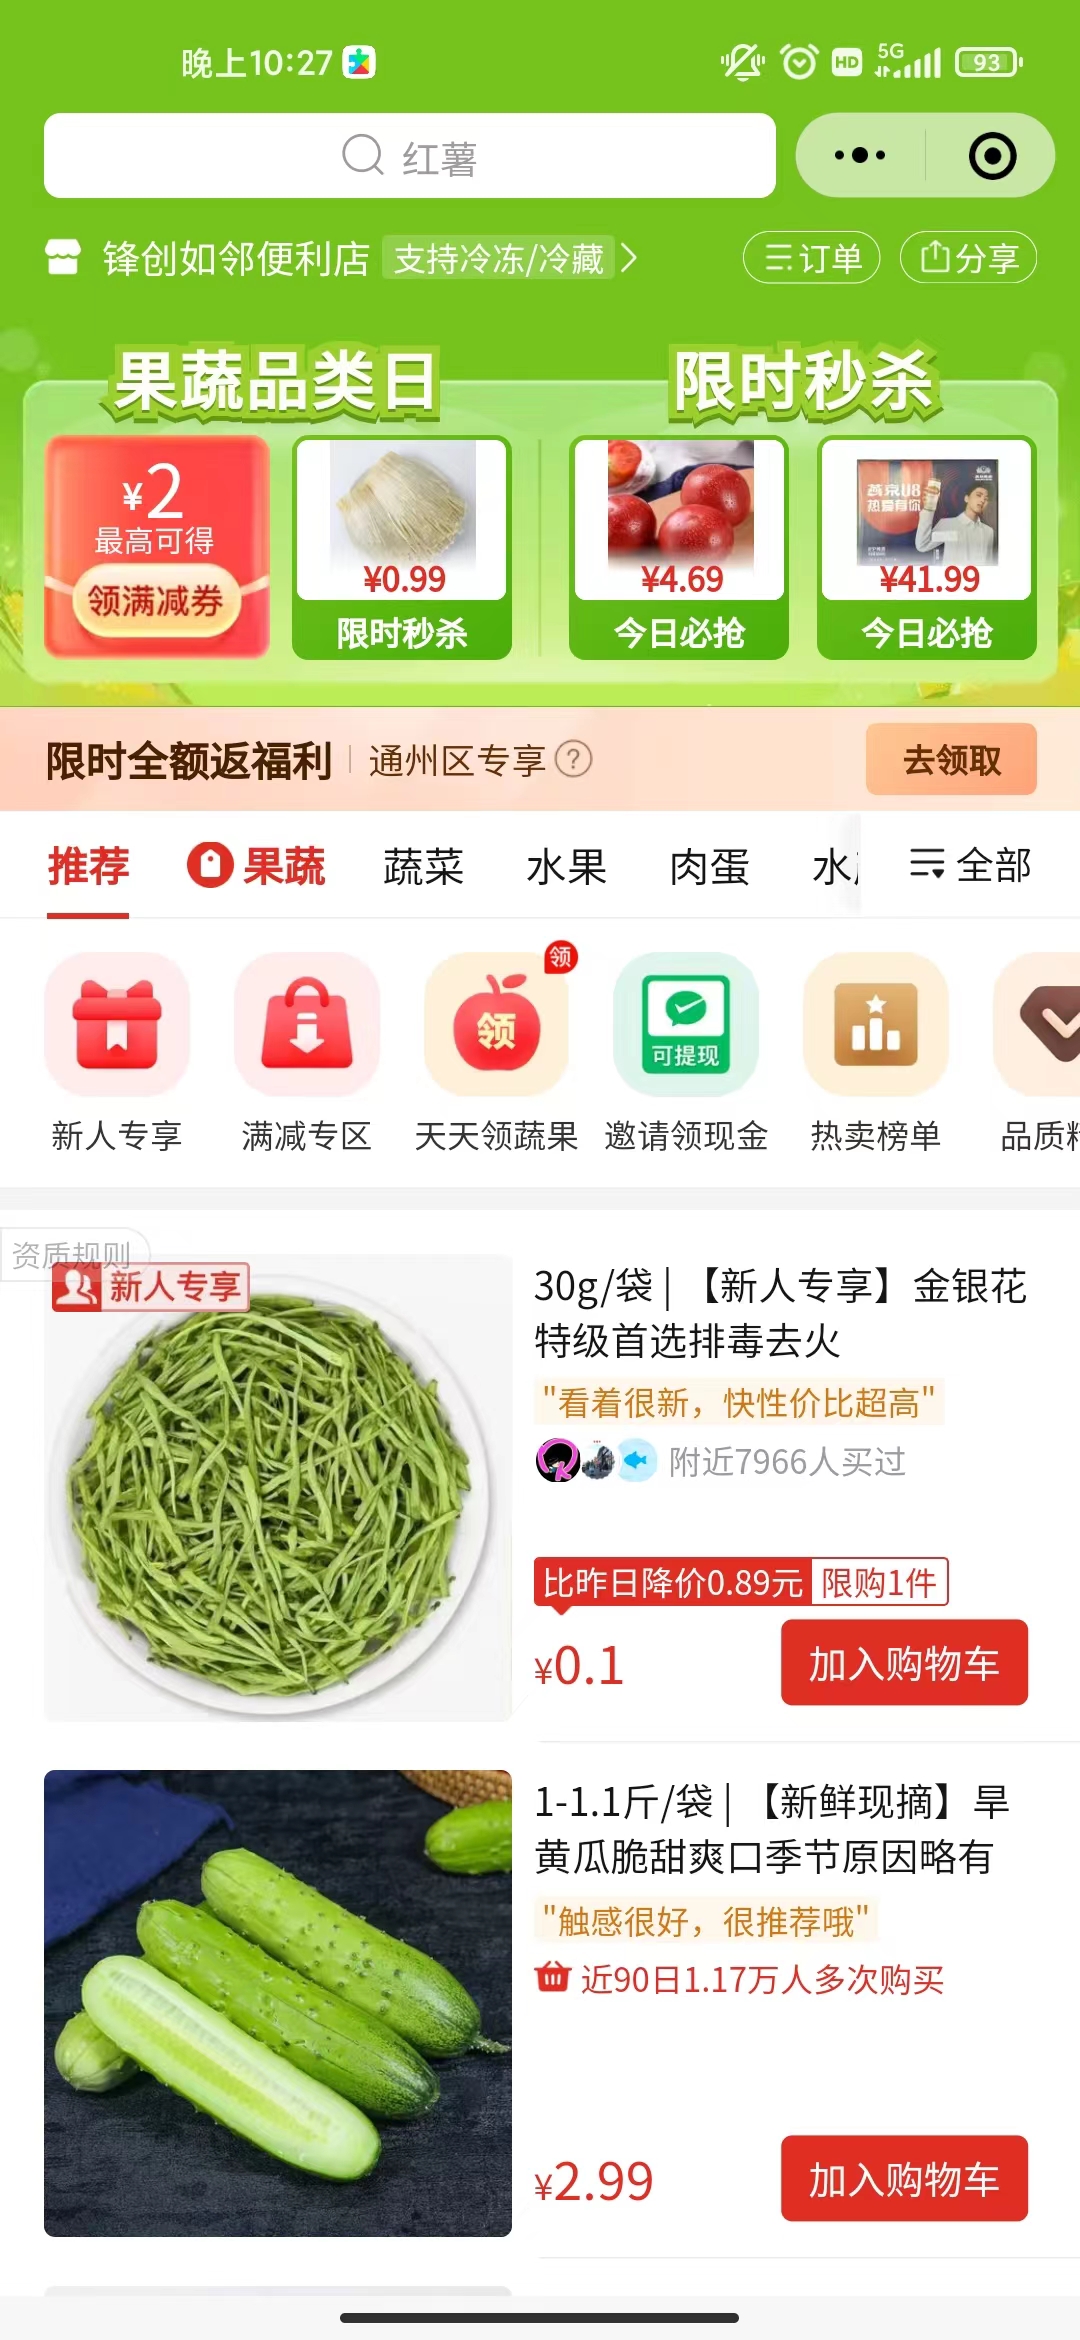 晚上10:27
HD
5G
93
红薯
锋创如邻便利店
支持冷冻/冷藏
订单
分享
果蔬品类日
限时秒杀
¥2
最高可得
领满减券
¥0.99
限时秒杀
燕京U8
热爱有你
¥4.69
今日必抢
¥41.99
今日必抢
限时全额返福利
通州区专享
?
去领取
推荐
果蔬
蔬菜
水果
肉蛋
水
全部
领
领
可提现
新人专享
满减专区
天天领蔬果
邀请领现金
热卖榜单
品质
资质规则
新人专享
30g/袋 | 【新人专享】金银花
特级首选排毒去火
"看着很新，快性价比超高"
附近7966人买过
比昨日降价0.89元
限购1件
¥0.1
加入购物车
1-1.1斤/袋 | 【新鲜现摘】旱
黄瓜脆甜爽口季节原因略有
"触感很好，很推荐哦"
近90日1.17万人多次购买
¥2.99
加入购物车